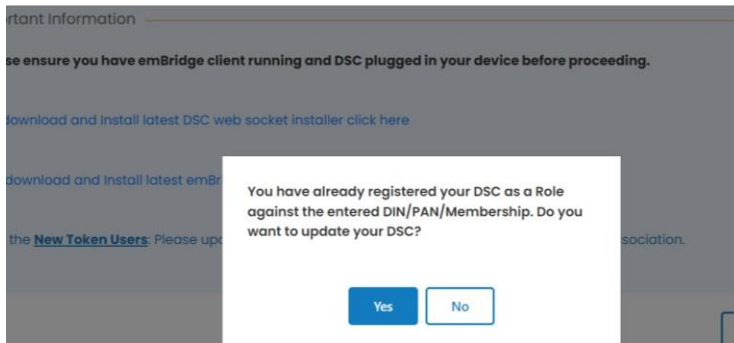 rtant Information
se ensure you have emBridge client running and DSC plugged in your device before proceeding.
download and Install latest DSC web socket installer click here
download and Install latest emBr
You have already registered your DSC as a Role
against the entered DIN/PAN/Membership. Do you
want to update your DSC?
the New Token Users: Please upd
sociation.
Yes
No